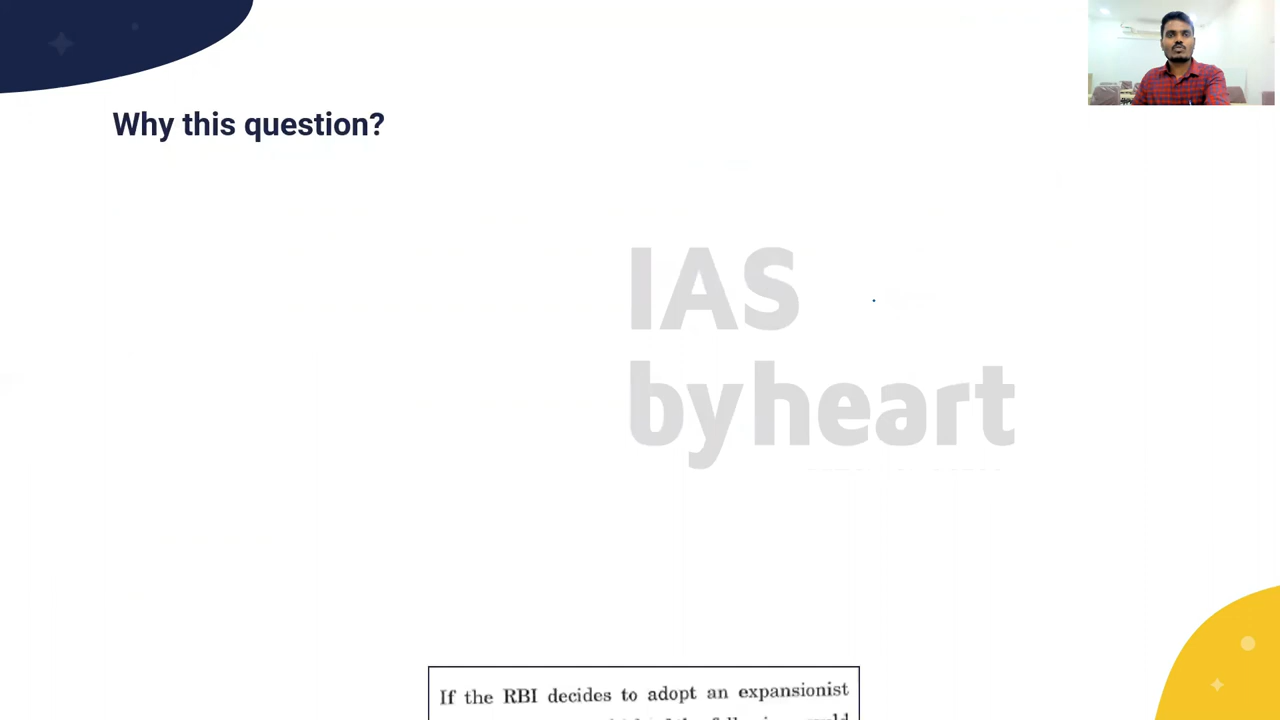 Why this question?
IAS
byheart
If the RBI decides to adopt an expansionist